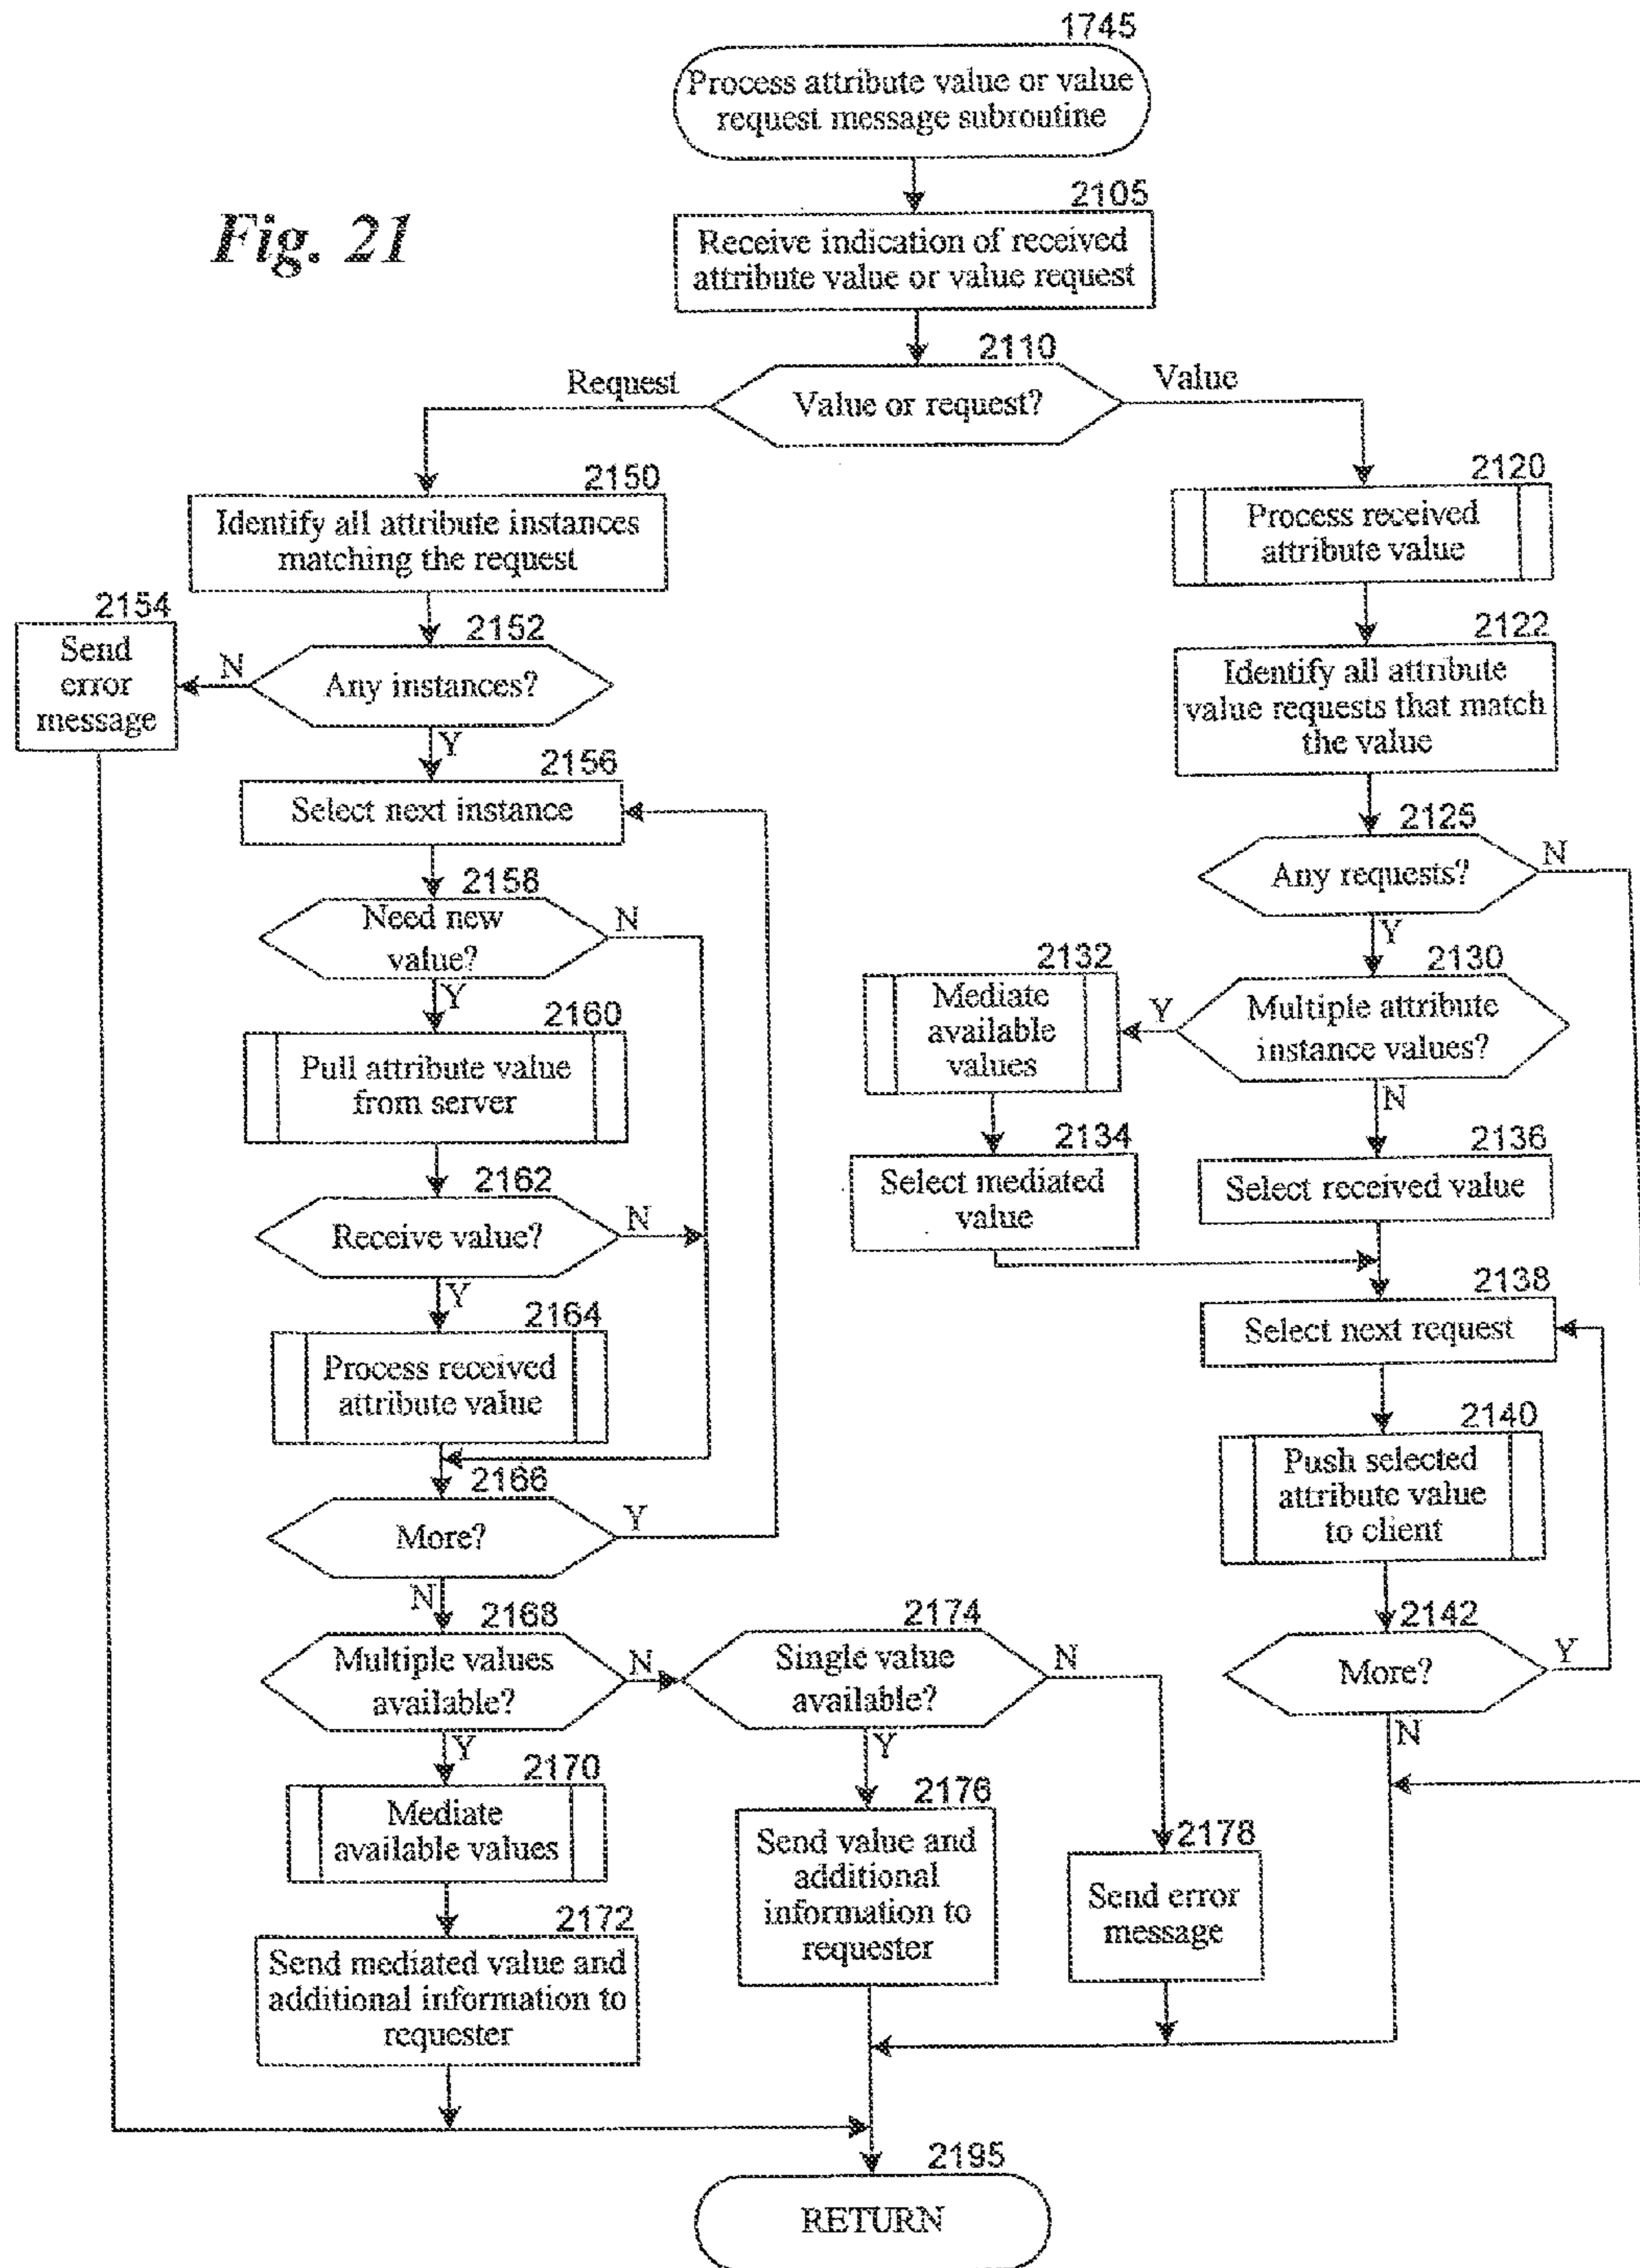 1745
Process attribute value or value
request message subroutine
Fig. 21
2105
Receive indication of received
attribute value or value request
2110
Value or request?
Request
Value
2150
Identify all attribute instances
matching the request
2154
Send
error
message
2152
Any instances?
N
Y
2156
Select next instance
2158
Need new
value?
N
Y
2160
Pull attribute value
from server
2162
Receive value?
N
Y
2164
Process received
attribute value
2166
More?
Y
N
2168
Multiple values
available?
N
Y
2170
Mediate
available values
2172
Send mediated value and
additional information to
requester
2174
Single value
available?
N
Y
2176
Send value and
additional
information to
requester
2178
Send error
message
2120
Process received
attribute value
2122
Identify all attribute
value requests that match
the value
2125
Any requests?
N
Y
2130
Multiple attribute
instance values?
Y
N
2132
Mediate
available
values
2134
Select mediated
value
2136
Select received value
2138
Select next request
2140
Push selected
attribute value
to client
2142
More?
Y
N
2195
RETURN